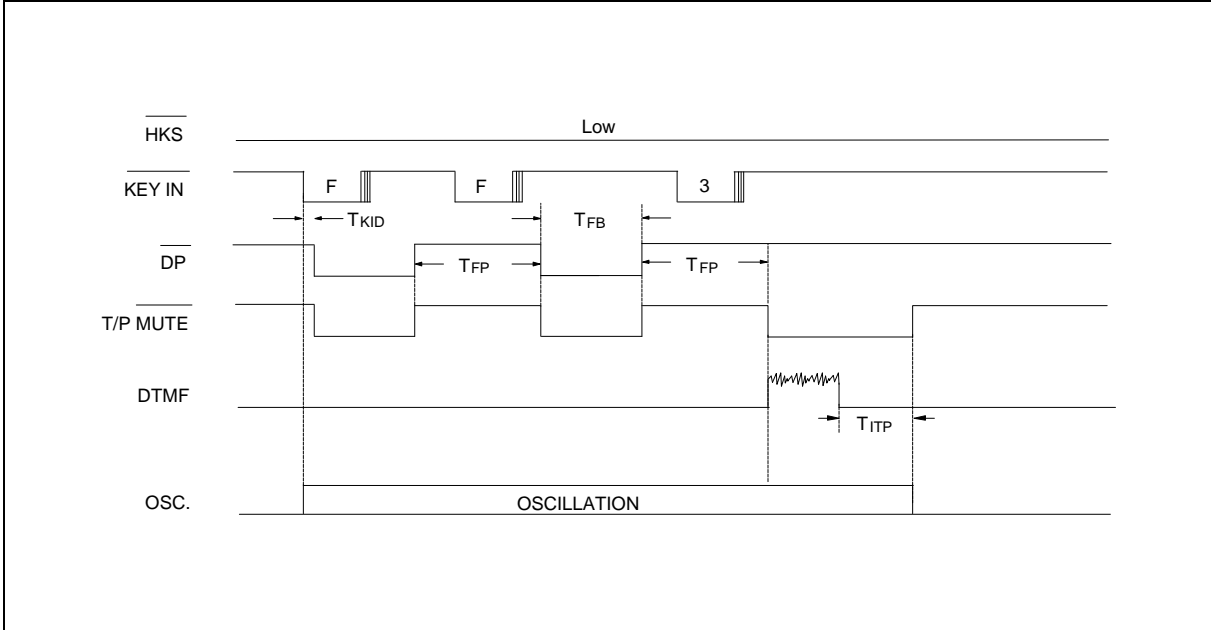 HKS
Low
KEY IN
F
F
3
TKID
TFB
DP
TFP
TFP
T/P MUTE
DTMF
TITP
OSC.
OSCILLATION